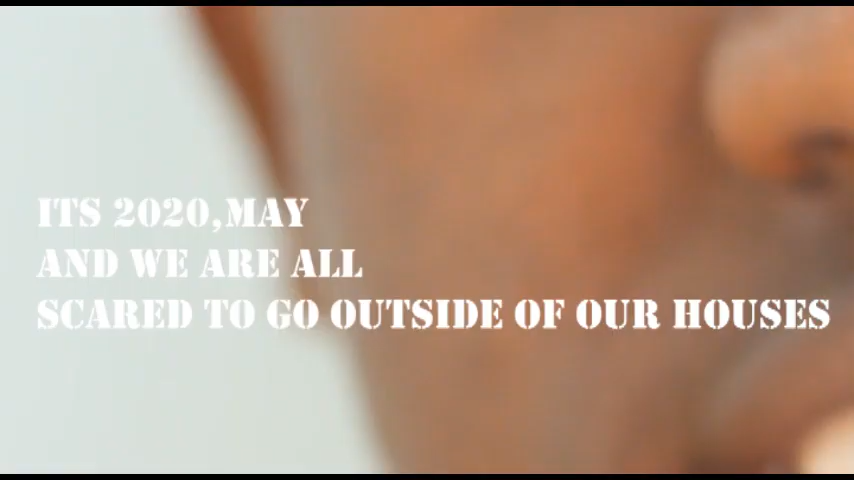 ITS 2020,MAY
AND WE ARE ALL
SCARED TO GO OUTSIDE OF OUR HOUSES